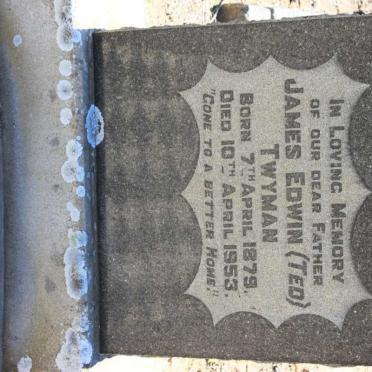 IN LOVING MEMORY
OF OUR DEAR FATHER
JAMES EDWIN (TED)
TWYMAN
BORN 7TH APRIL 1879.
DIED 10TH APRIL 1953.
"GONE TO A BETTER HOME."